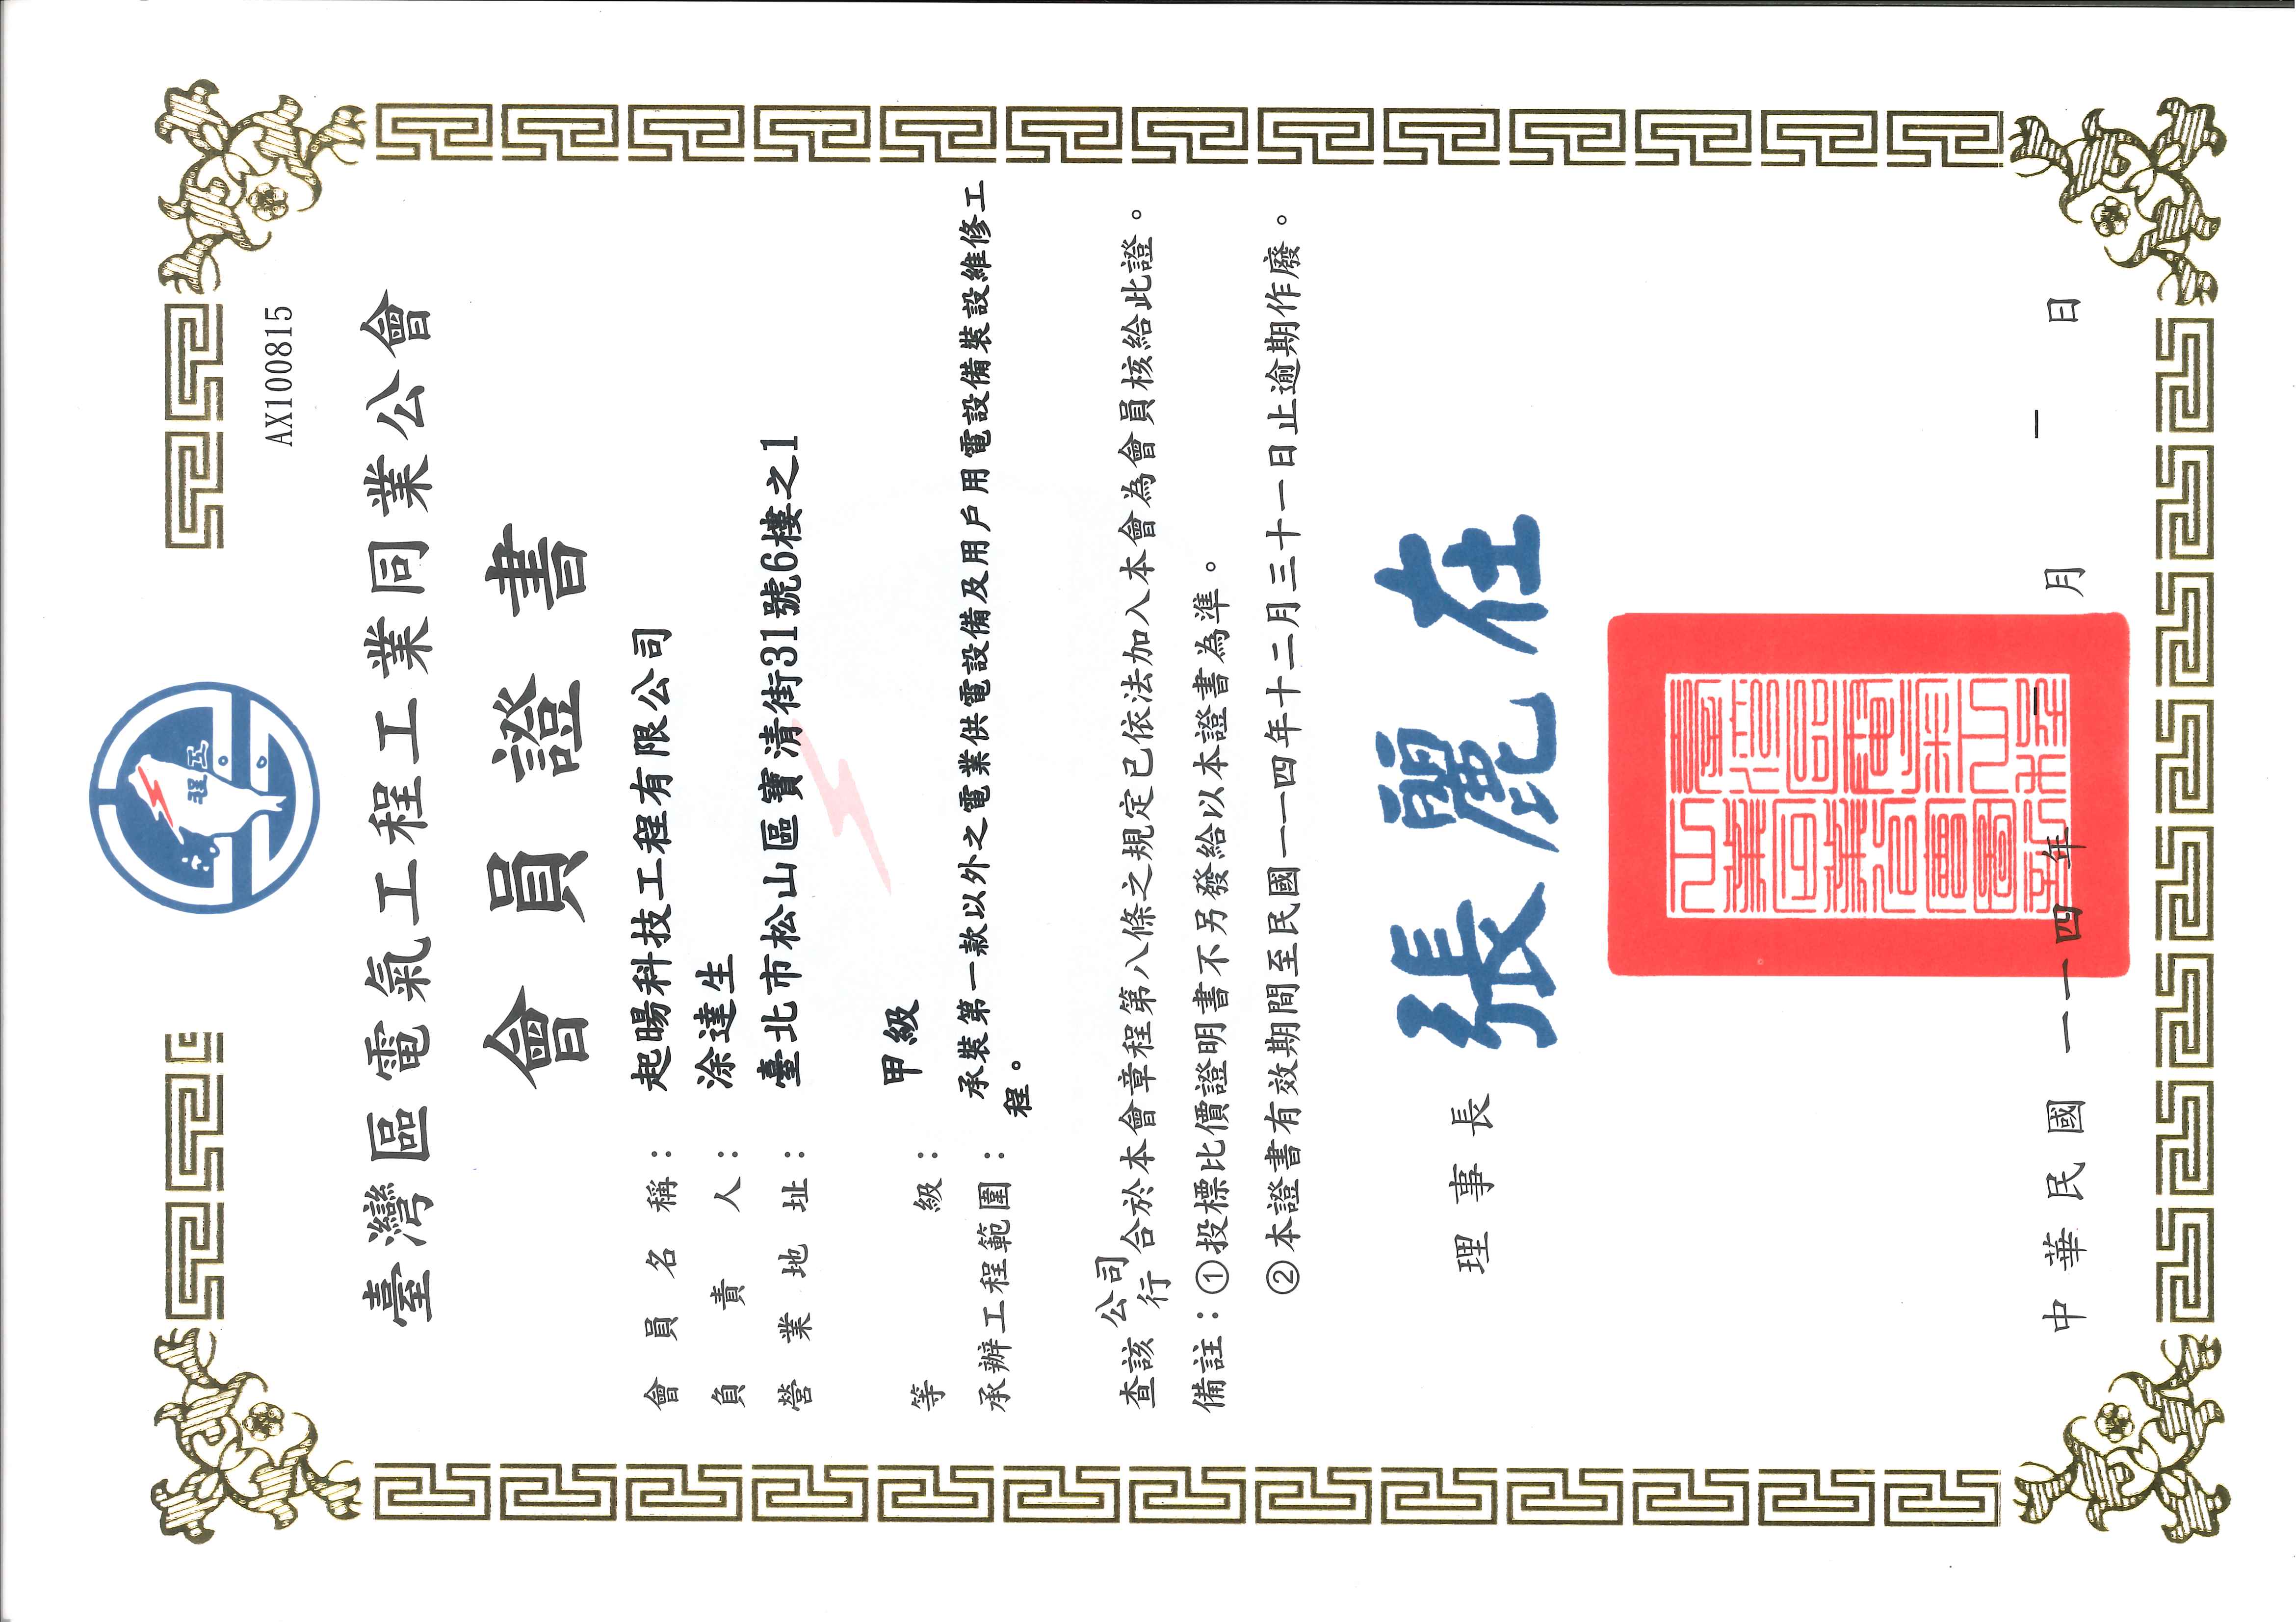 程工
AX100815
臺灣區電氣工程工業同業公會
會員證書
會員名稱：起暘科技工程有限公司
負責人：涂達生
營業地址：臺北市松山區寶清街31號6樓之1
等級：甲級
承辦工程範圍：承裝第一款以外之電業供電設備及用戶用電設備裝設維修工
程。
查該公司行合於本會章程第八條之規定已依法加入本會為會員核給此證。
備註：①投標比價證明書不另發給以本證書為準。
②本證書有效期間至民國一一四年十二月三十一日止逾期作廢。
理事長 張麗在
臺灣區電氣工程
工業同業公會圖記
中華民國一一四年一月一日